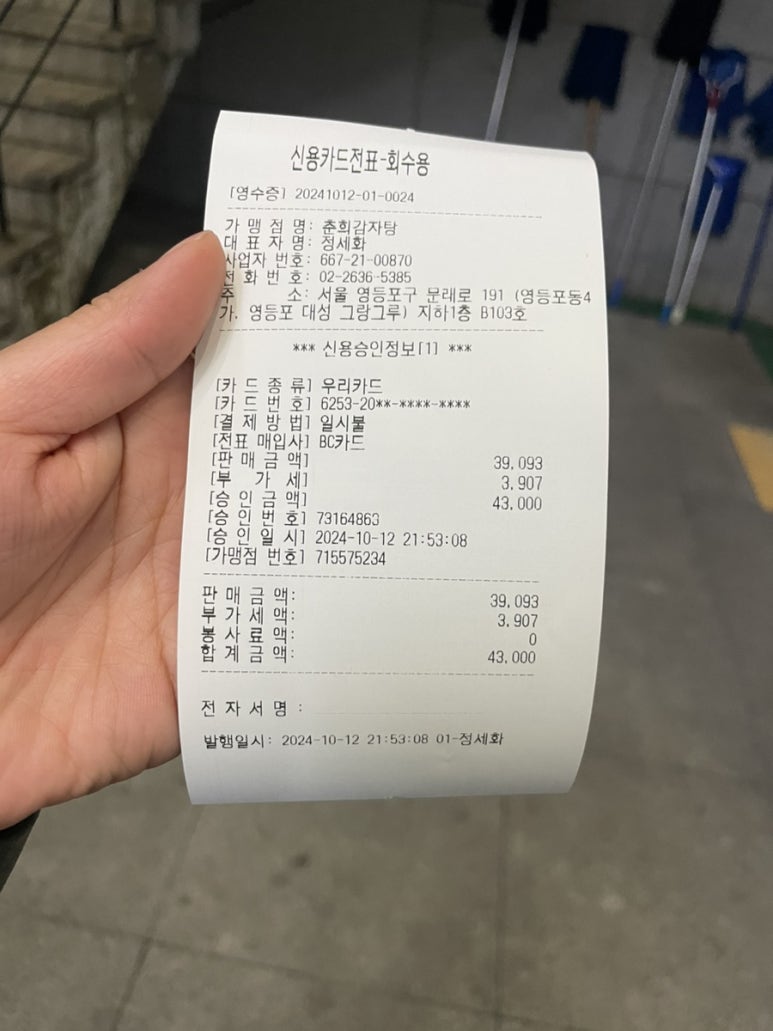 신용카드전표-회수용
[영수증] 20241012-01-0024
가 맹 점 명: 춘희감자탕
대 표 자 명: 정세화
사업자 번호: 667-21-00870
전 화 번 호: 02-2636-5385
주 소: 서울 영등포구 문래로 191 (영등포동4
가, 영등포 대성 그랑그루) 지하1층 B103호
*** 신용승인정보[1] ***
[카 드 종 류] 우리카드
[카 드 번 호] 6253-20**-****-****
[결 제 방 법] 일시불
[전표 매입사] BC카드
[판 매 금 액] 39,093
[부 가 세] 3,907
[승 인 금 액] 43,000
[승 인 번 호] 73164863
[승 인 일 시] 2024-10-12 21:53:08
[가맹점 번호] 715575234
판 매 금 액: 39,093
부 가 세 액: 3,907
봉 사 료 액: 0
합 계 금 액: 43,000
전 자 서 명 :
발행일시: 2024-10-12 21:53:08 01-정세화